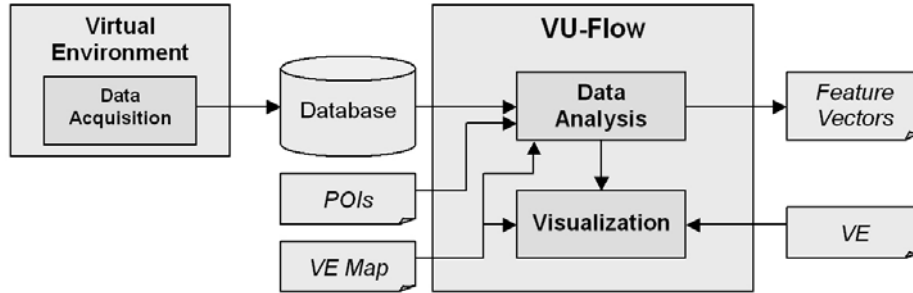 Virtual
Environment
Data
Acquisition
Database
POIs
VE Map
VU-Flow
Data
Analysis
Visualization
Feature
Vectors
VE